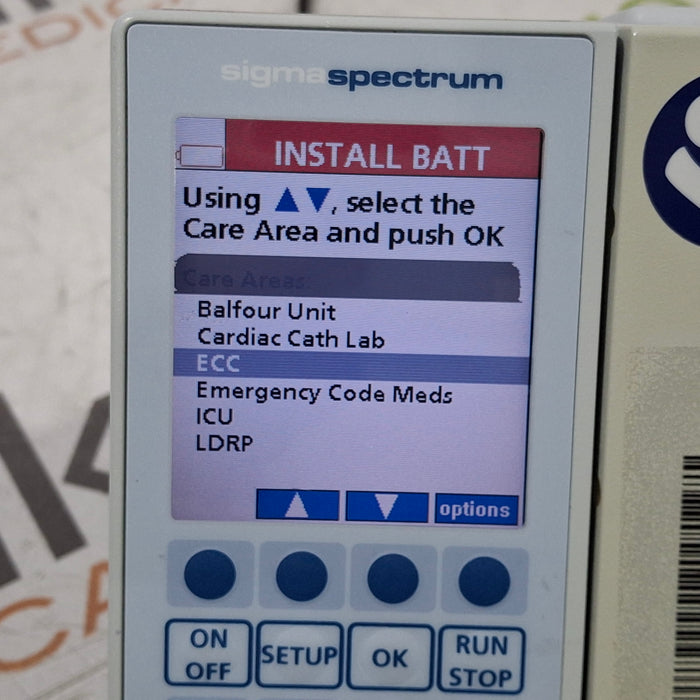 sigmaspectrum
INSTALL BATT
Using ▲▼, select the
Care Area and push OK
Care Areas:
Balfour Unit
Cardiac Cath Lab
ECC
Emergency Code Meds
ICU
LDRP
options
ON
OFF
SETUP
OK
RUN
STOP